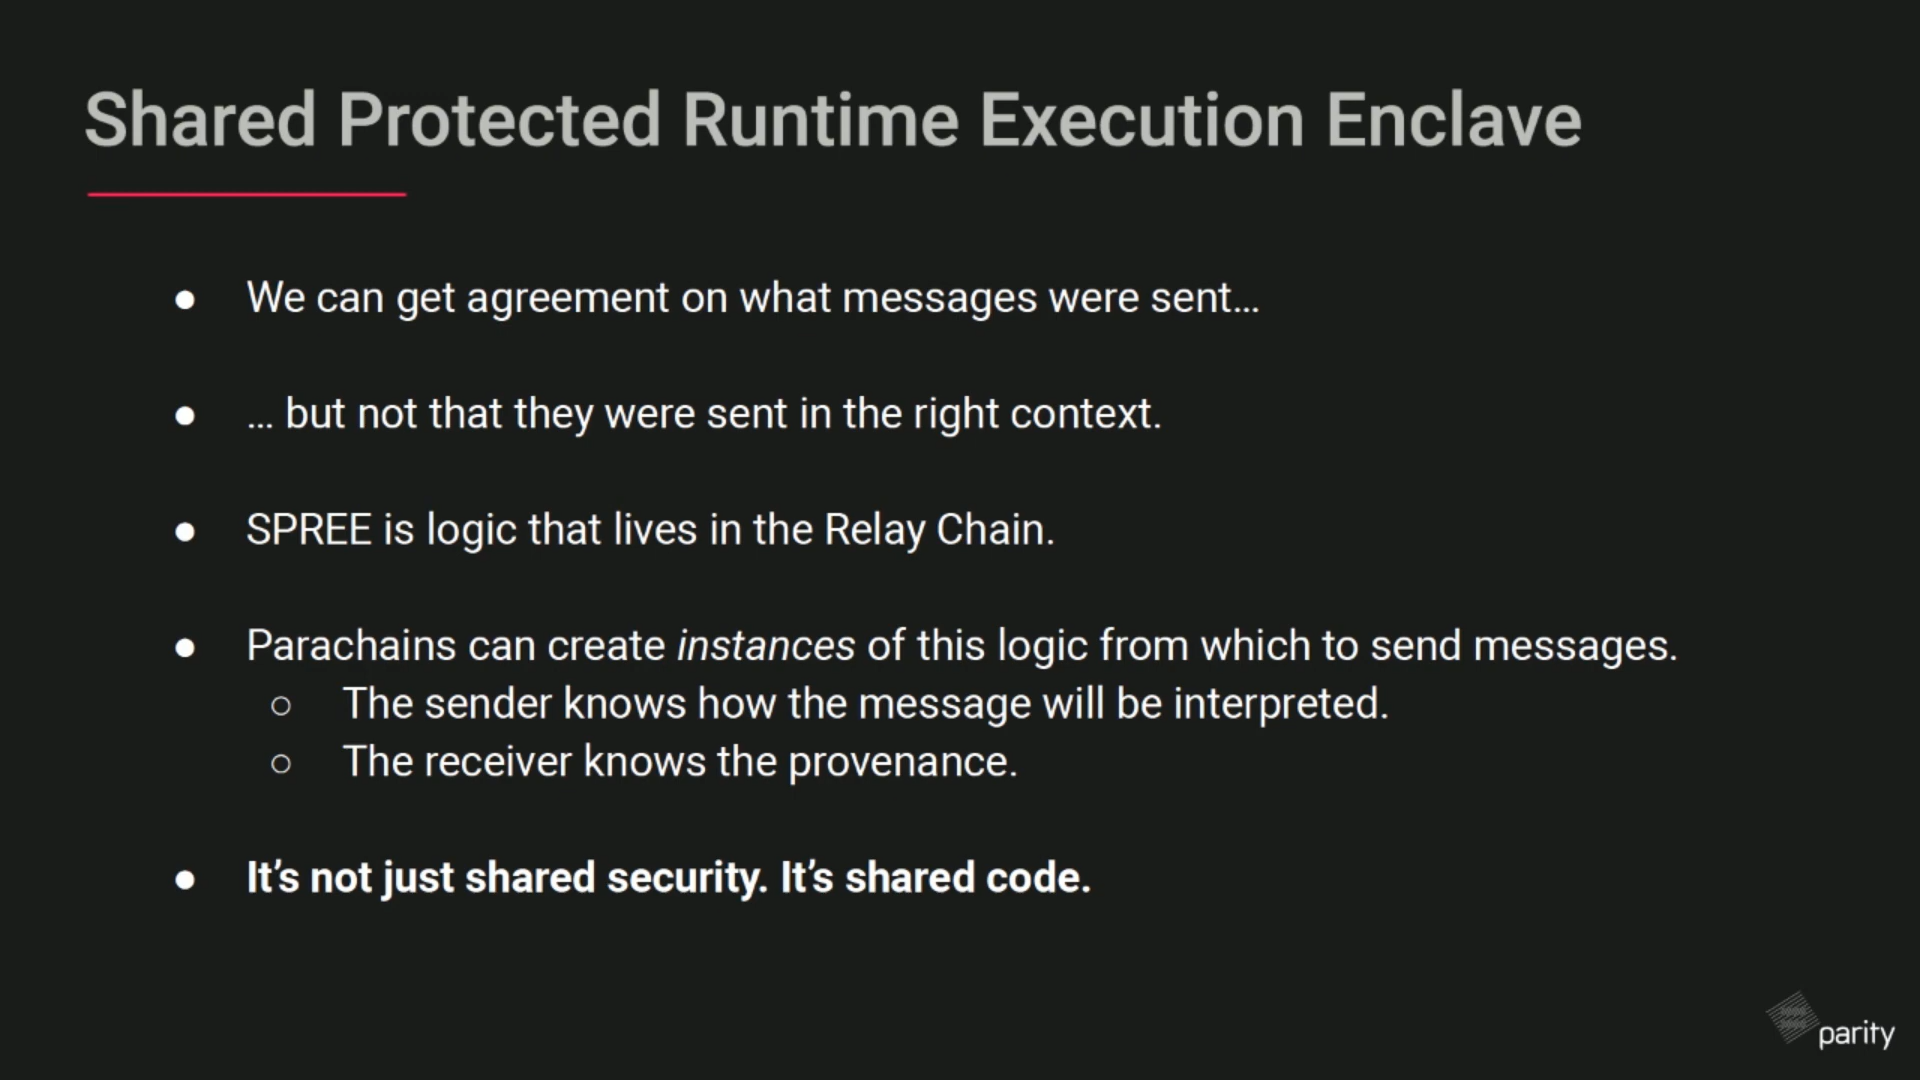 Shared Protected Runtime Execution Enclave
● We can get agreement on what messages were sent…
● … but not that they were sent in the right context.
● SPREE is logic that lives in the Relay Chain.
● Parachains can create instances of this logic from which to send messages.
○ The sender knows how the message will be interpreted.
○ The receiver knows the provenance.
● It’s not just shared security. It’s shared code.
parity